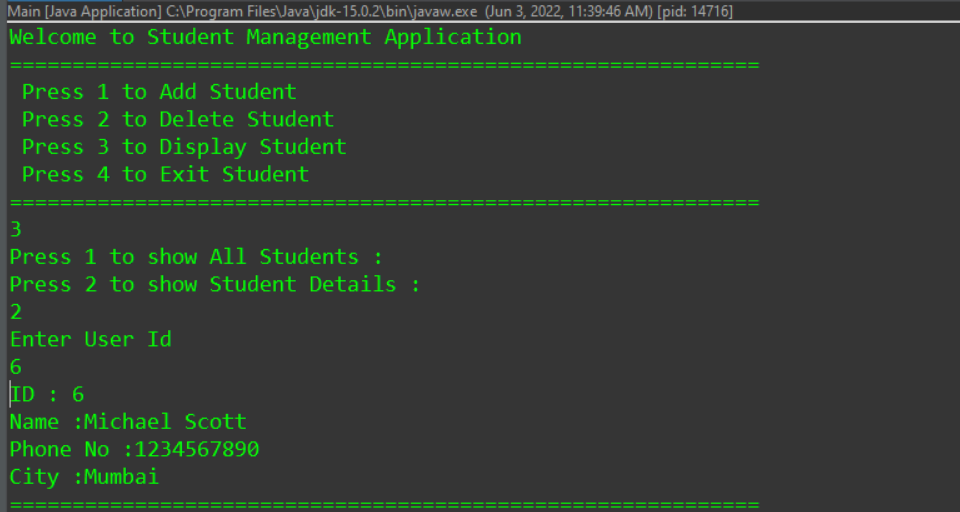 Main [Java Application] C:\Program Files\Java\jdk-15.0.2\bin\javaw.exe (Jun 3, 2022, 11:39:46 AM) [pid: 14716]
Welcome to Student Management Application
============================================================
Press 1 to Add Student
Press 2 to Delete Student
Press 3 to Display Student
Press 4 to Exit Student
============================================================
3
Press 1 to show All Students :
Press 2 to show Student Details :
2
Enter User Id
6
ID : 6
Name :Michael Scott
Phone No :1234567890
City :Mumbai
============================================================